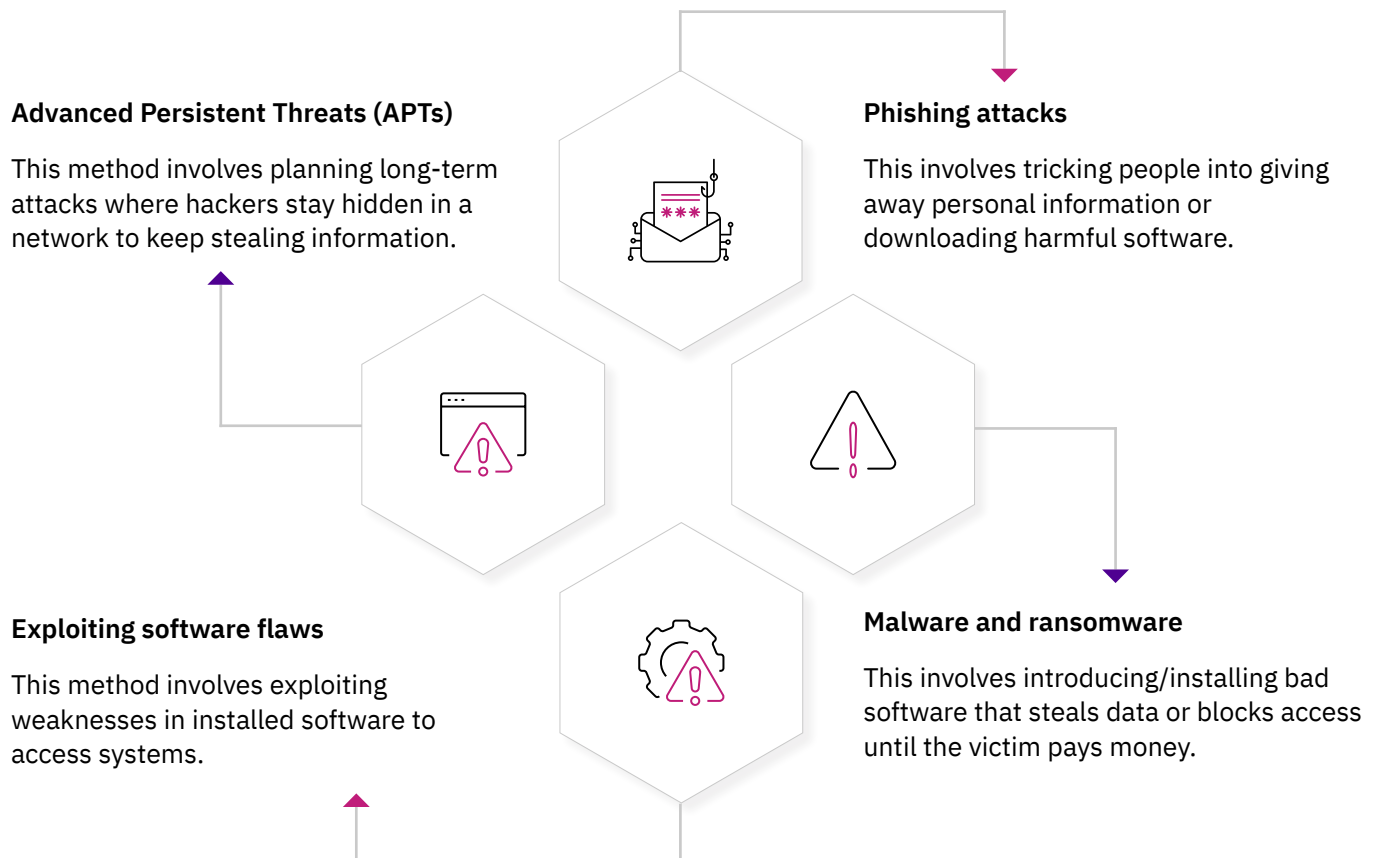 Advanced Persistent Threats (APTs)
This method involves planning long-term
attacks where hackers stay hidden in a
network to keep stealing information.
Phishing attacks
This involves tricking people into giving
away personal information or
downloading harmful software.
***
Exploiting software flaws
This method involves exploiting
weaknesses in installed software to
access systems.
Malware and ransomware
This involves introducing/installing bad
software that steals data or blocks access
until the victim pays money.